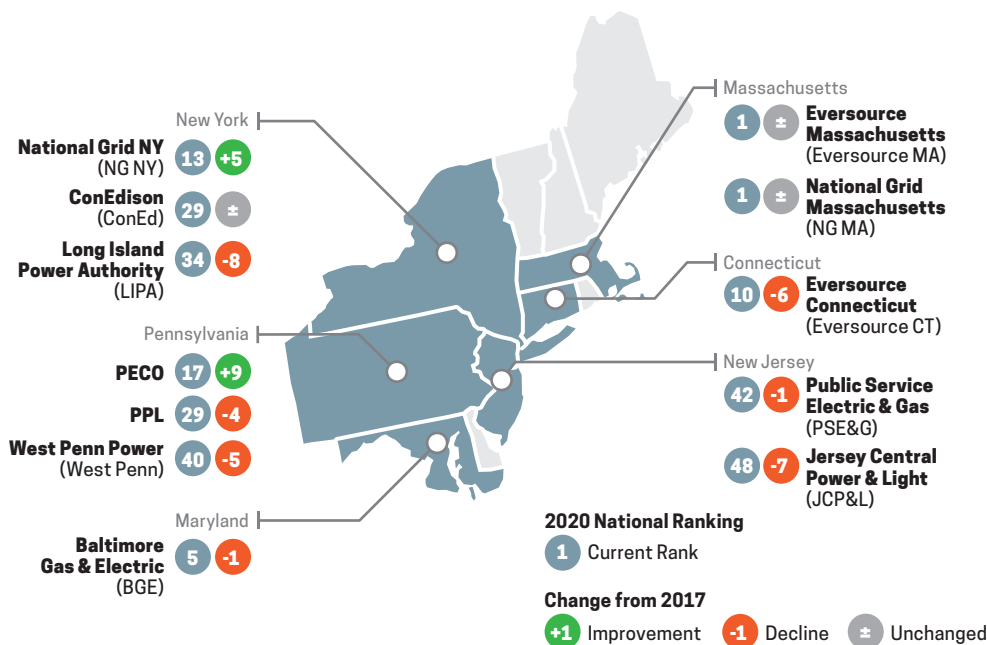 New York
National Grid NY
(NG NY)
13 +5
ConEdison
(ConEd)
29 ±
Long Island
Power Authority
(LIPA)
34 -8
Pennsylvania
PECO 17 +9
PPL 29 -4
West Penn Power
(West Penn)
40 -5
Maryland
Baltimore
Gas & Electric
(BGE)
5 -1
Massachusetts
1 ± Eversource
Massachusetts
(Eversource MA)
1 ± National Grid
Massachusetts
(NG MA)
Connecticut
10 -6 Eversource
Connecticut
(Eversource CT)
New Jersey
42 -1 Public Service
Electric & Gas
(PSE&G)
48 -7 Jersey Central
Power & Light
(JCP&L)
2020 National Ranking
1 Current Rank
Change from 2017
+1 Improvement -1 Decline ± Unchanged